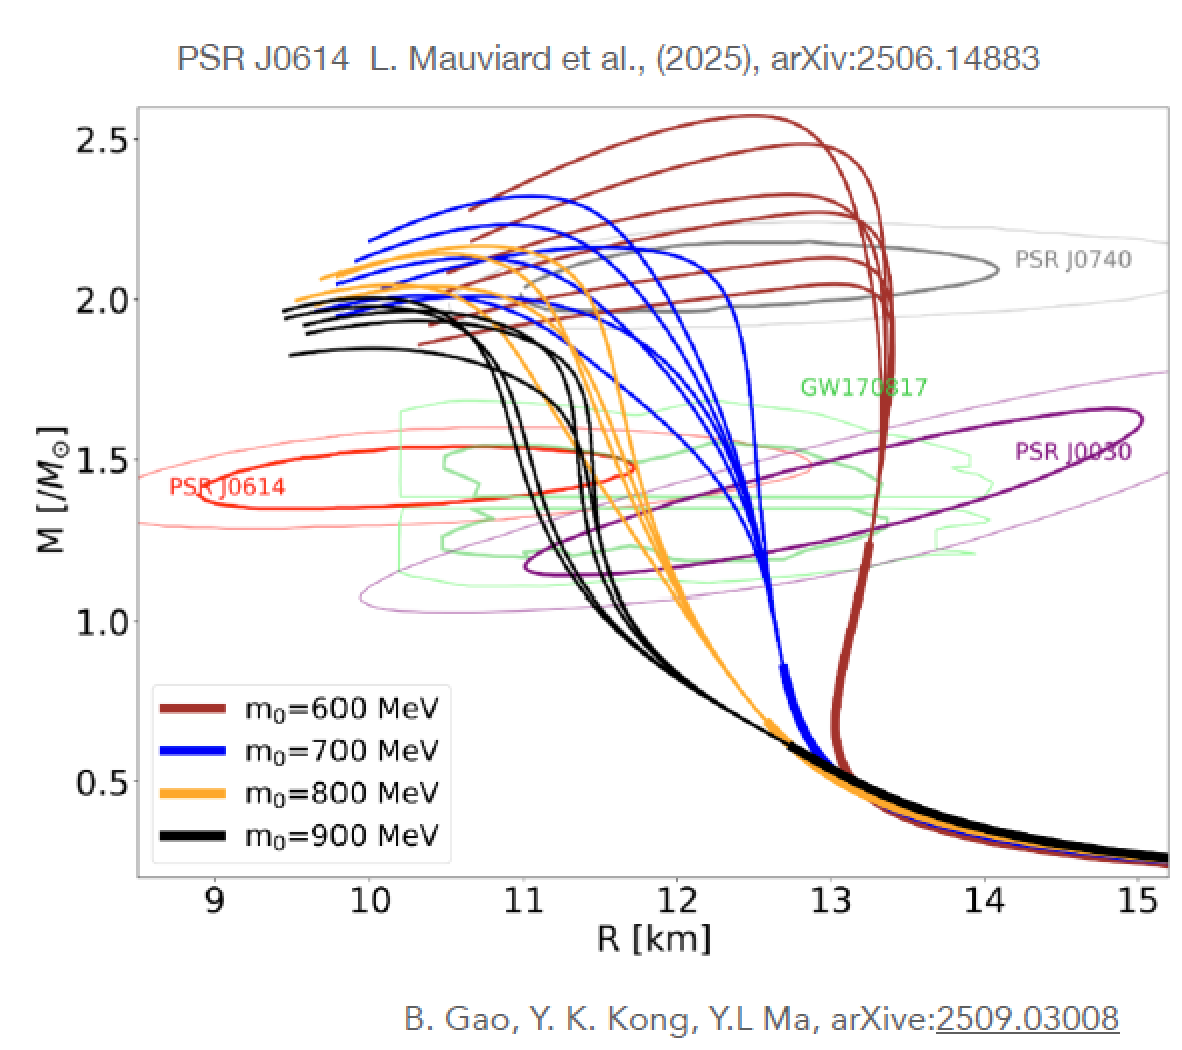 PSR J0614 L. Mauviard et al., (2025), arXiv:2506.14883
2.5
2.0
1.5
1.0
0.5
M [/M⊙]
PSR J0740
GW170817
PSR J0030
PSR J0614
m₀=600 MeV
m₀=700 MeV
m₀=800 MeV
m₀=900 MeV
9 10 11 12 13 14 15
R [km]
B. Gao, Y. K. Kong, Y.L Ma, arXive:2509.03008